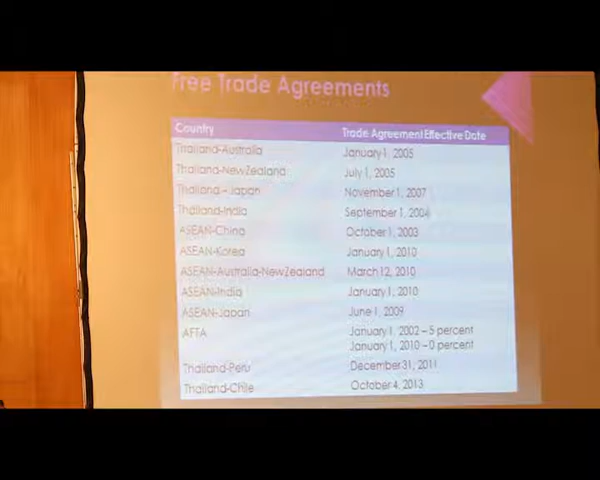 Free Trade Agreements
Country Trade Agreement Effective Date
Thailand-Australia January 1, 2005
Thailand-NewZealand July 1, 2005
Thailand - Japan November 1, 2007
Thailand-India September 1, 2004
ASEAN-China October 1, 2003
ASEAN-Korea January 1, 2010
ASEAN-Australia-NewZealand March 12, 2010
ASEAN-India January 1, 2010
ASEAN-Japan June 1, 2009
AFTA January 1, 2002 – 5 percent
January 1, 2010 – 0 percent
Thailand-Peru December 31, 2011
Thailand-Chile October 4, 2013